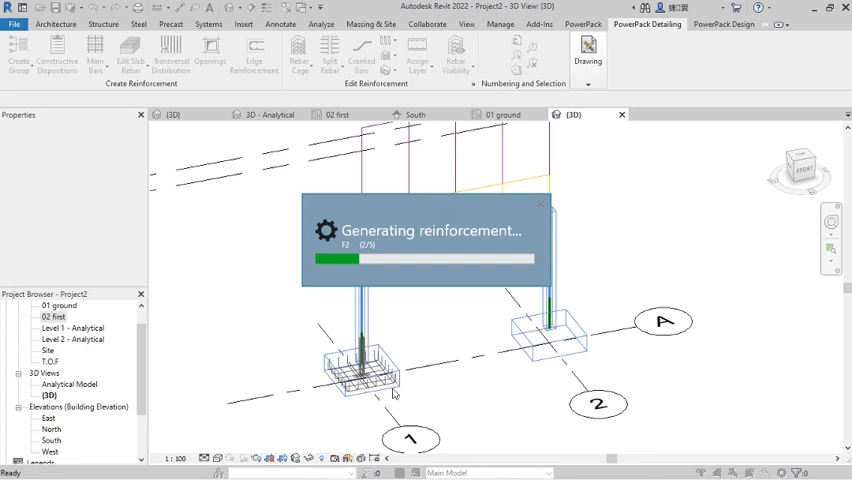 Autodesk Revit 2022 - Project2 - 3D View: {3D}
File Architecture Structure Steel Precast Systems Insert Annotate Analyze Massing & Site Collaborate View Manage Add-Ins PowerPack PowerPack Detailing PowerPack Design
Create Group
Constructive Dispositions
Main Bars
Edit Slab Rebar
Transversal Distribution
Openings
Edge Reinforcement
Rebar Cage
Split Rebar
Cranked Bars
Assign Layer
Rebar Visibility
Drawing
Create Reinforcement
Edit Reinforcement
Numbering and Selection
Properties
{3D}
3D - Analytical
02 first
South
01 ground
{3D}
FRONT
Generating reinforcement...
F2 (2/5)
A
2
1
Project Browser - Project2
01 ground
02 first
Level 1 - Analytical
Level 2 - Analytical
Site
T.O.F
3D Views
Analytical Model
{3D}
Elevations (Building Elevation)
East
North
South
West
Legends
1 : 100
Ready
:0
Main Model
:0